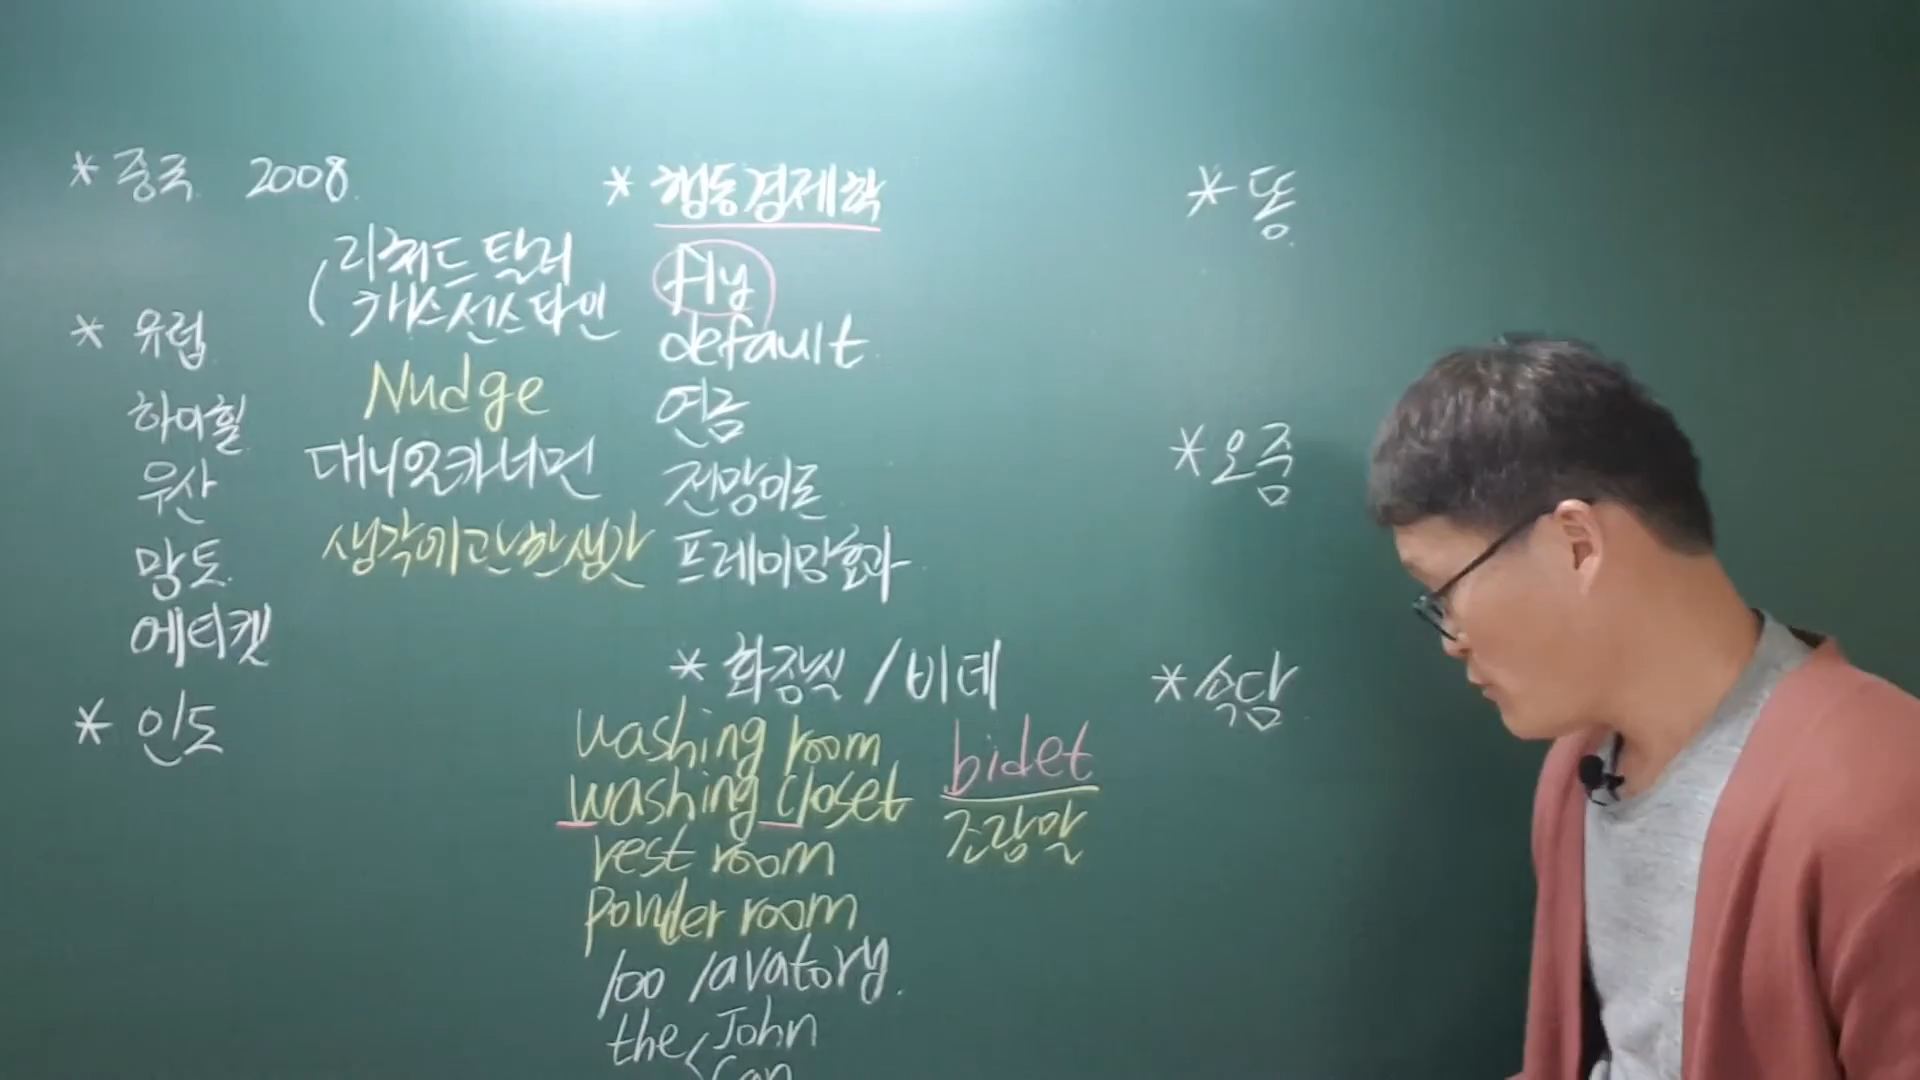 * 중국 2008.
* 유럽
하이힐
우산
망토
에티켓
* 인도
(리처드 탈러
캐스 선스타인
Nudge
대니얼카너먼
생각에관한생각
* 행동경제학
Fly
default
연금
전망이론
프레이밍효과
* 화장실 / 비데
washing room
washing closet
rest room
powder room
loo lavatory.
the < John
Can
bidet
조랑말
* 똥
* 오줌
* 속담